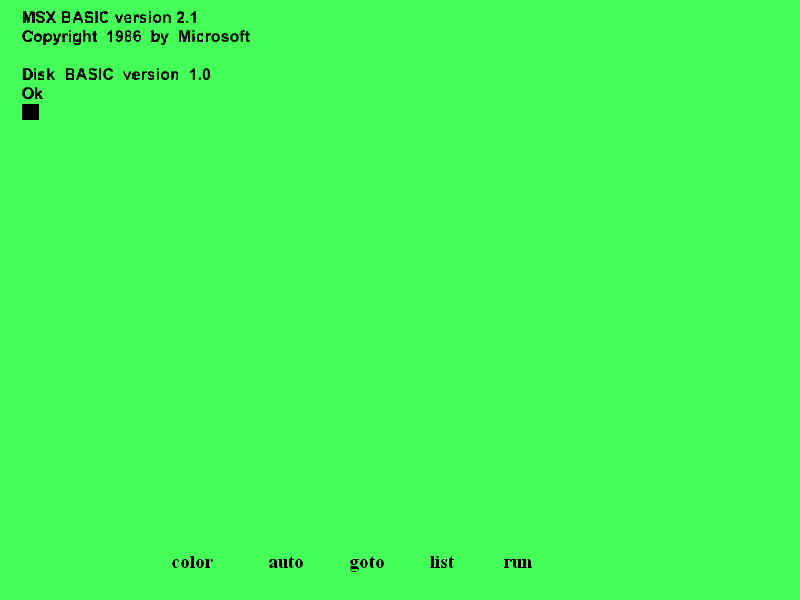 MSX BASIC version 2.1
Copyright 1986 by Microsoft
Disk BASIC version 1.0
Ok
color auto goto list run